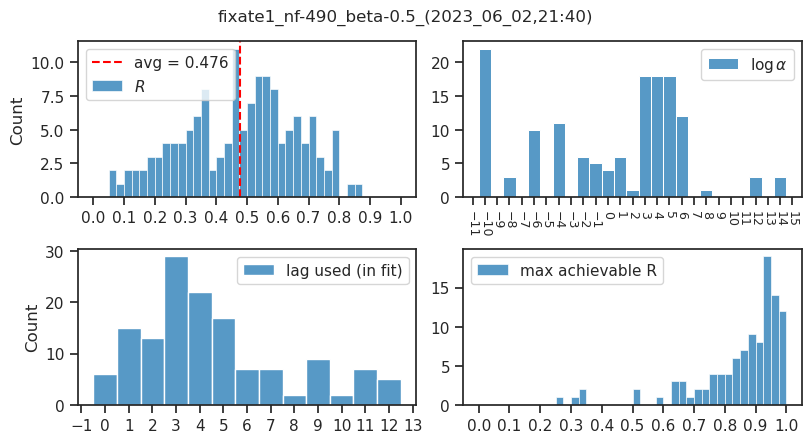 fixate1_nf-490_beta-0.5_(2023_06_02,21:40)
Count
10.0
7.5
5.0
2.5
0.0
avg = 0.476
R
0.0 0.1 0.2 0.3 0.4 0.5 0.6 0.7 0.8 0.9 1.0
20
15
10
5
0
log α
−11 −10 −9 −8 −7 −6 −5 −4 −3 −2 −1 0 1 2 3 4 5 6 7 8 9 10 11 12 13 14 15
Count
30
20
10
0
lag used (in fit)
−1 0 1 2 3 4 5 6 7 8 9 10 11 12 13
15
10
5
0
max achievable R
0.0 0.1 0.2 0.3 0.4 0.5 0.6 0.7 0.8 0.9 1.0